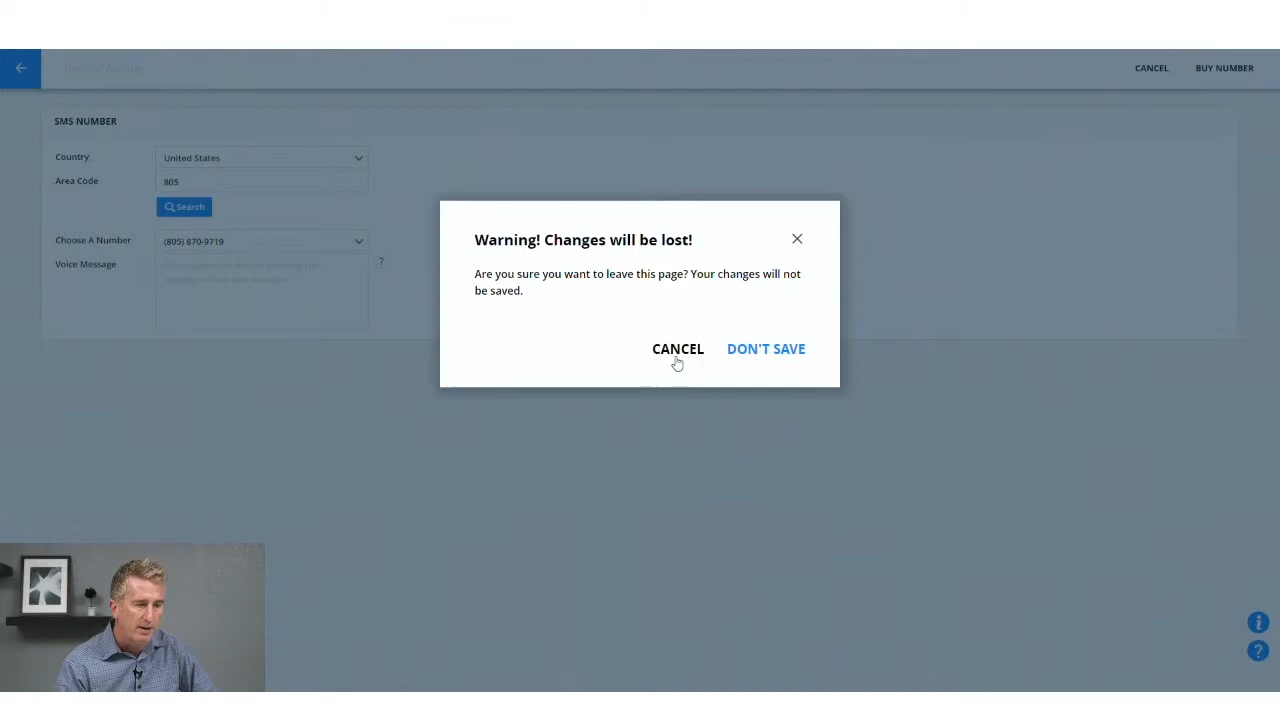 CANCEL
BUY NUMBER
SMS NUMBER
Country
United States
Area Code
805
Search
Choose A Number
(805) 870-9719
Voice Message
?
Warning! Changes will be lost!
Are you sure you want to leave this page? Your changes will not
be saved.
CANCEL
DON'T SAVE
i
?